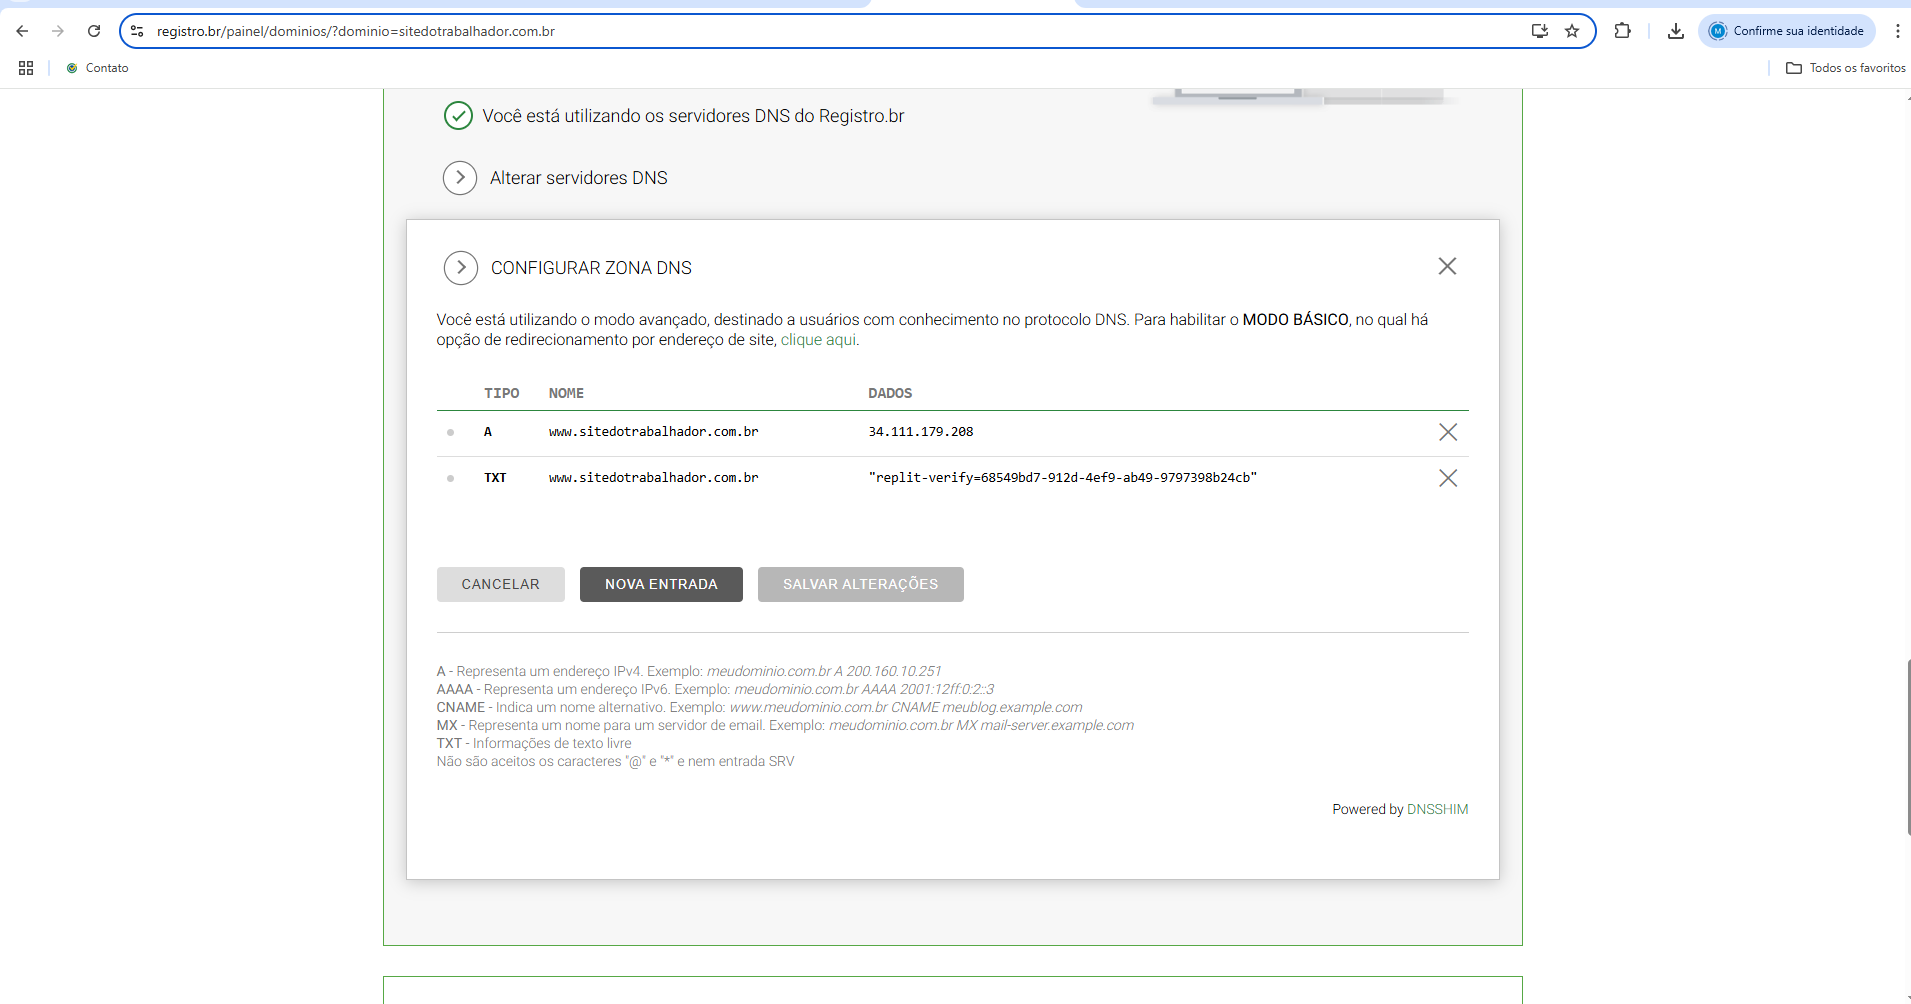 registro.br/painel/dominios/?dominio=sitedotrabalhador.com.br
Confirme sua identidade
Contato
Todos os favoritos
Você está utilizando os servidores DNS do Registro.br
Alterar servidores DNS
CONFIGURAR ZONA DNS
Você está utilizando o modo avançado, destinado a usuários com conhecimento no protocolo DNS. Para habilitar o MODO BÁSICO, no qual há
opção de redirecionamento por endereço de site, clique aqui.
TIPO NOME DADOS
A www.sitedotrabalhador.com.br 34.111.179.208
TXT www.sitedotrabalhador.com.br "replit-verify=68549bd7-912d-4ef9-ab49-9797398b24cb"
CANCELAR NOVA ENTRADA SALVAR ALTERAÇÕES
A - Representa um endereço IPv4. Exemplo: meudominio.com.br A 200.160.10.251
AAAA - Representa um endereço IPv6. Exemplo: meudominio.com.br AAAA 2001:12ff:0:2::3
CNAME - Indica um nome alternativo. Exemplo: www.meudominio.com.br CNAME meublog.example.com
MX - Representa um nome para um servidor de email. Exemplo: meudominio.com.br MX mail-server.example.com
TXT - Informações de texto livre
Não são aceitos os caracteres "@" e "*" e nem entrada SRV
Powered by DNSSHIM